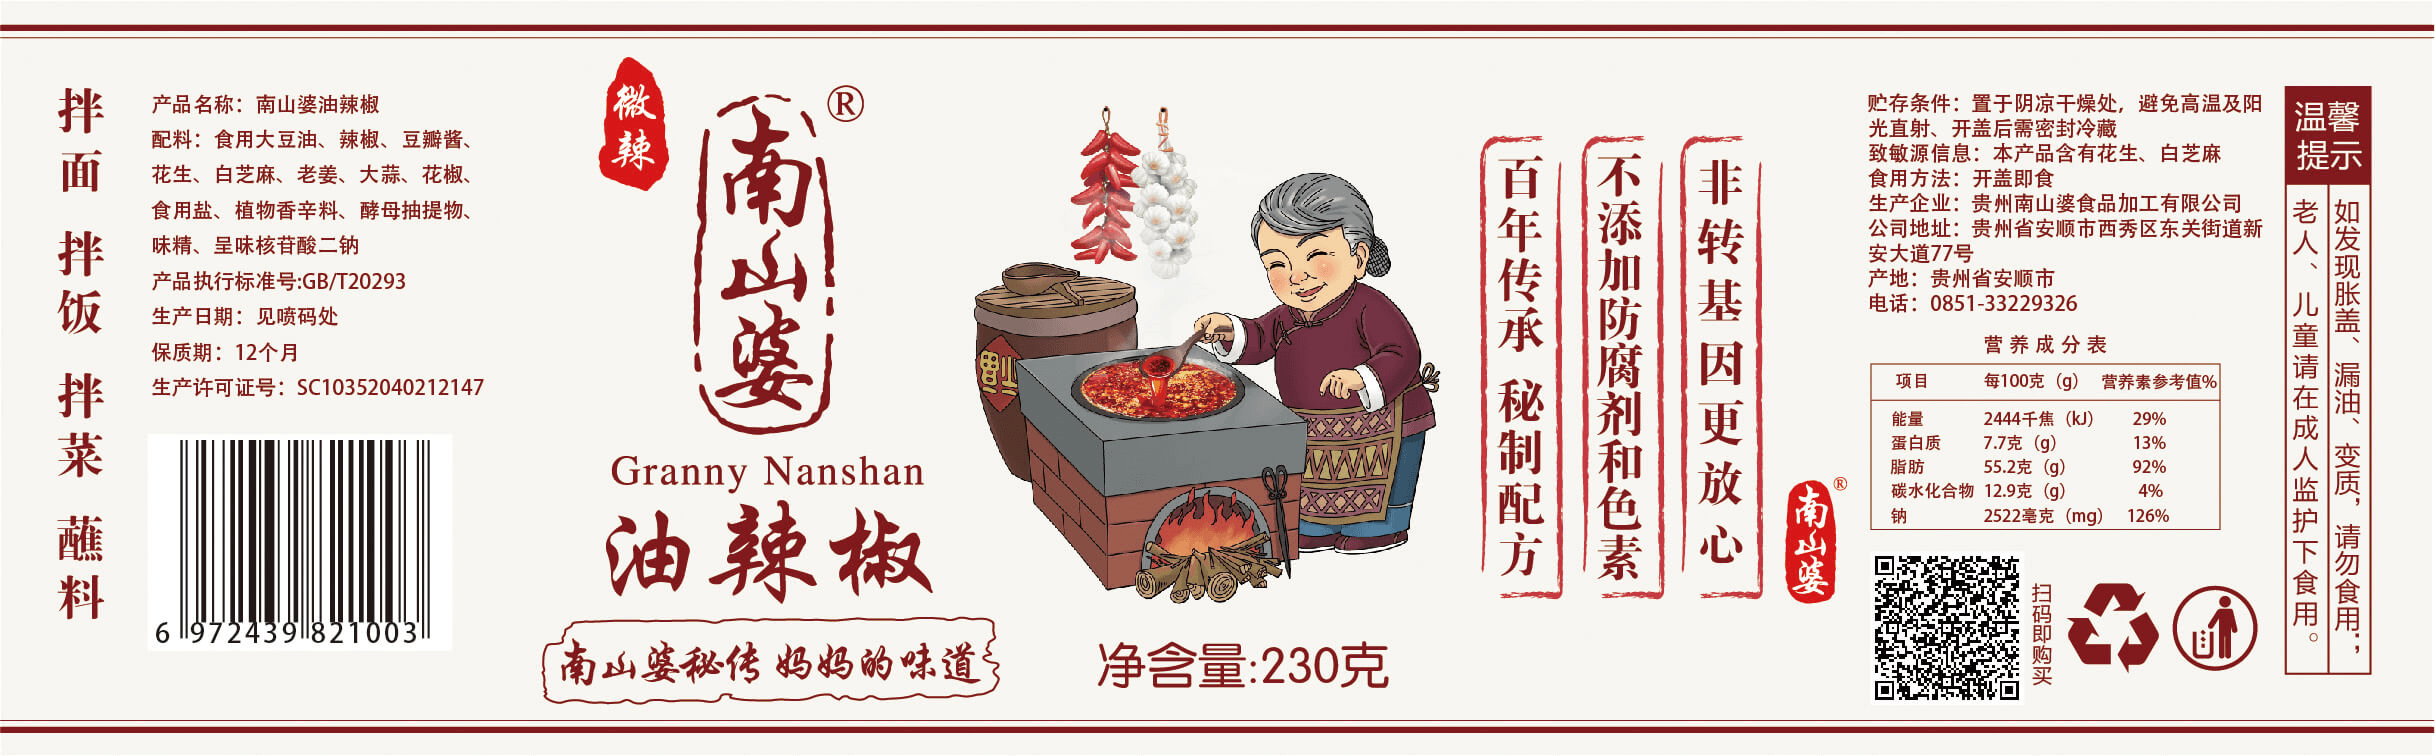 拌面 拌饭 拌菜 蘸料
产品名称：南山婆油辣椒
配料：食用大豆油、辣椒、豆瓣酱、
花生、白芝麻、老姜、大蒜、花椒、
食用盐、植物香辛料、酵母抽提物、
味精、呈味核苷酸二钠
产品执行标准号:GB/T20293
生产日期：见喷码处
保质期：12个月
生产许可证号：SC10352040212147
6 972439 821003
微辣
南山婆®
Granny Nanshan
油辣椒
南山婆秘传 妈妈的味道
福
净含量:230克
百年传承 秘制配方
不添加防腐剂和色素
非转基因更放心
南山婆®
贮存条件：置于阴凉干燥处，避免高温及阳
光直射、开盖后需密封冷藏
致敏源信息：本产品含有花生、白芝麻
食用方法：开盖即食
生产企业：贵州南山婆食品加工有限公司
公司地址：贵州省安顺市西秀区东关街道新
安大道77号
产地：贵州省安顺市
电话：0851-33229326
营养成分表
项目 每100克（g） 营养素参考值%
能量 2444千焦（kJ） 29%
蛋白质 7.7克（g） 13%
脂肪 55.2克（g） 92%
碳水化合物 12.9克（g） 4%
钠 2522毫克（mg） 126%
扫码即购买
温馨
提示
如发现胀盖、漏油、变质，请勿食用；
老人、儿童请在成人监护下食用。